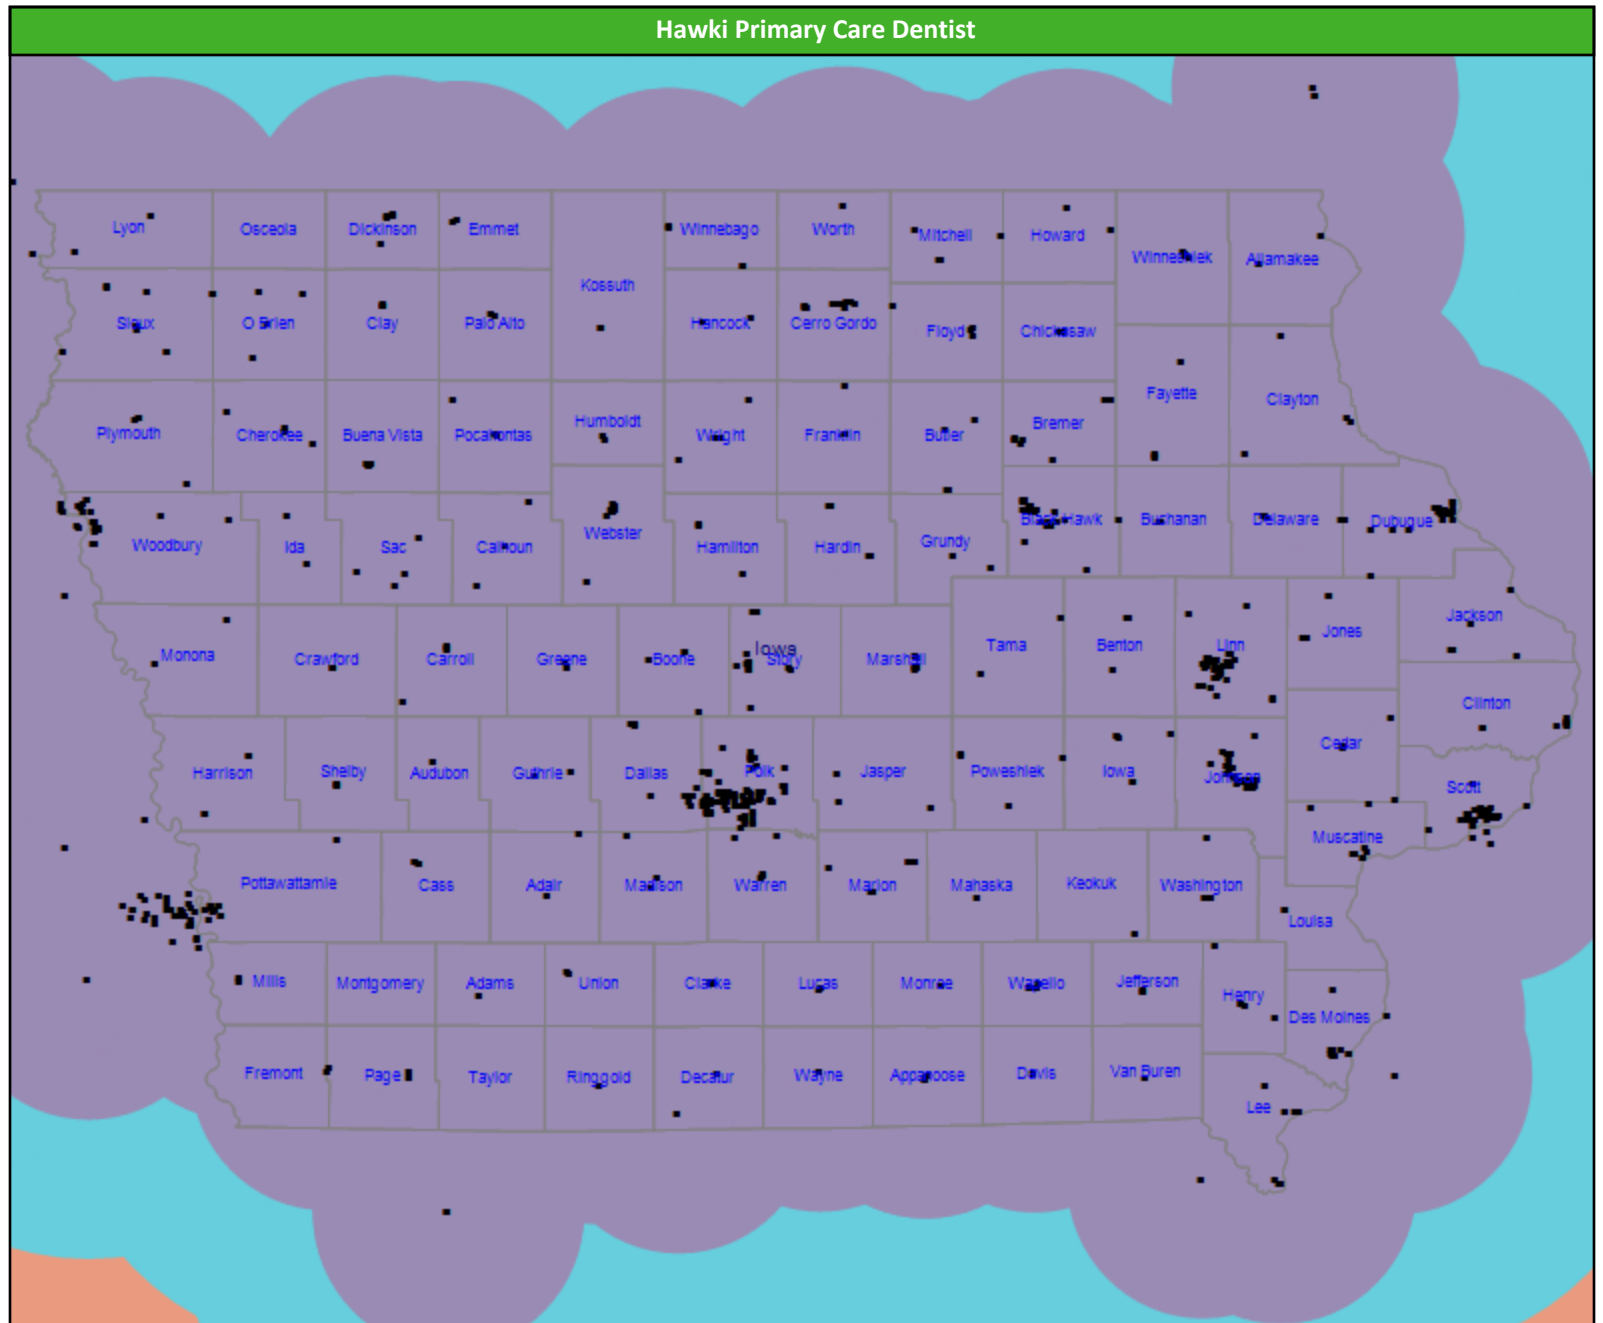 Hawki Primary Care Dentist
Lyon Osceola Dickinson Emmet Winnebago Worth Mitchell Howard
Winneshiek Allamakee
Kossuth
Sioux O Brien Clay Palo Alto Hancock Cerro Gordo Floyd Chickasaw
Fayette Clayton
Plymouth Cherokee Buena Vista Pocahontas Humboldt Wright Franklin Butler Bremer
Woodbury Ida Sac Calhoun Webster Hamilton Hardin Grundy Black Hawk Buchanan Delaware Dubuque
Iowa
Monona Crawford Carroll Greene Boone Story Marshall Tama Benton Linn Jones Jackson
Clinton
Harrison Shelby Audubon Guthrie Dallas Polk Jasper Poweshiek Iowa Johnson Cedar Scott
Muscatine
Pottawattamie Cass Adair Madison Warren Marion Mahaska Keokuk Washington
Louisa
Mills Montgomery Adams Union Clarke Lucas Monroe Wapello Jefferson Henry Des Moines
Fremont Page Taylor Ringgold Decatur Wayne Appanoose Davis Van Buren
Lee